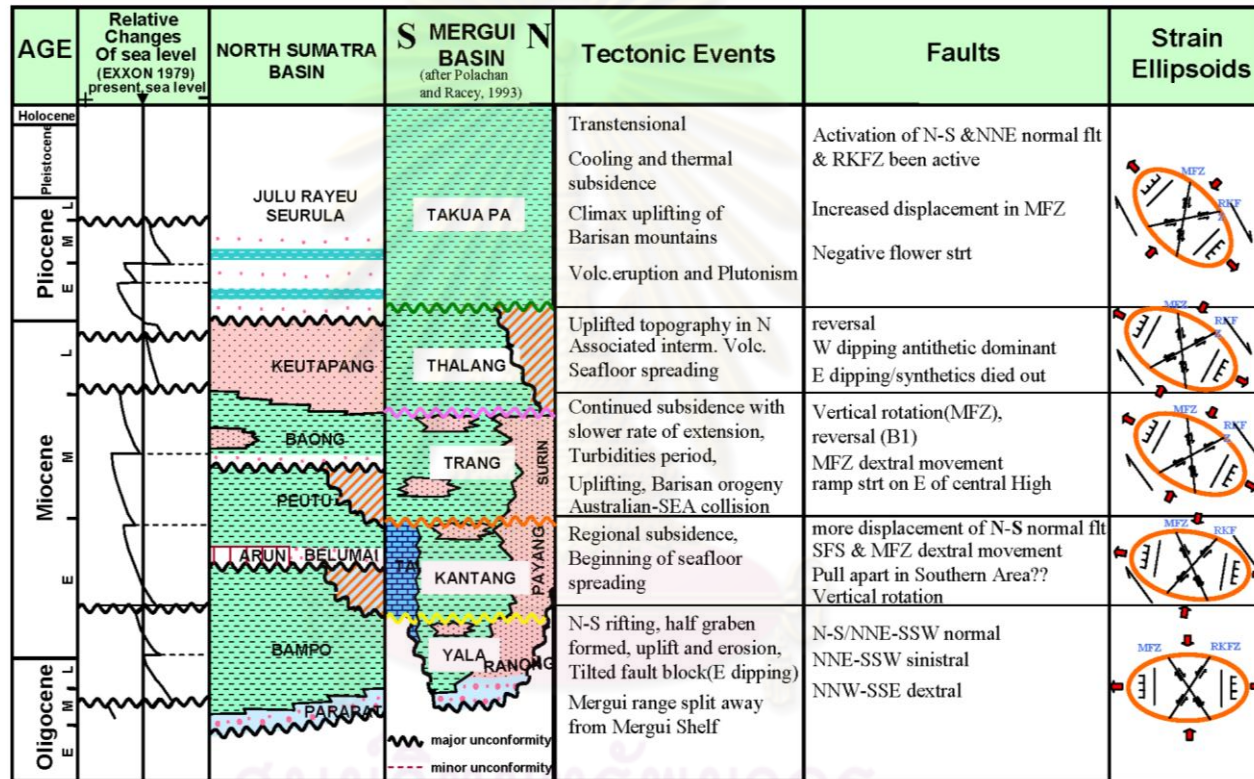 AGE
Relative
Changes
Of sea level
(EXXON 1979)
present,sea level
+
NORTH SUMATRA
BASIN
S MERGUI N
BASIN
(after Polachan
and Racey, 1993)
Tectonic Events
Faults
Strain
Ellipsoids
Holocene
Pleistocene
Pliocene
L
M
E
Miocene
L
M
E
Oligocene
L
M
E
JULU RAYEU
SEURULA
KEUTAPANG
BAONG
PEUTU
ARUN BELUMAI
BAMPO
PARAPAT
TAKUA PA
THALANG
TRANG
SURIN
KANTANG
PAYANG
YALA
RANONG
major unconformity
minor unconformity
Transtensional
Cooling and thermal
subsidence
Climax uplifting of
Barisan mountains
Volc.eruption and Plutonism
Uplifted topography in N
Associated interm. Volc.
Seafloor spreading
Continued subsidence with
slower rate of extension,
Turbidities period,
Uplifting, Barisan orogeny
Australian-SEA collision
Regional subsidence,
Beginning of seafloor
spreading
N-S rifting, half graben
formed, uplift and erosion,
Tilted fault block(E dipping)
Mergui range split away
from Mergui Shelf
Activation of N-S &NNE normal flt
& RKFZ been active
Increased displacement in MFZ
Negative flower strt
reversal
W dipping antithetic dominant
E dipping/synthetics died out
Vertical rotation(MFZ),
reversal (B1)
MFZ dextral movement
ramp strt on E of central High
more displacement of N-S normal flt
SFS & MFZ dextral movement
Pull apart in Southern Area??
Vertical rotation
N-S/NNE-SSW normal
NNE-SSW sinistral
NNW-SSE dextral
MFZ
RKF
Z
MFZ
RKF
Z
MFZ
RKF
Z
MFZ
RKF
MFZ
RKFZ